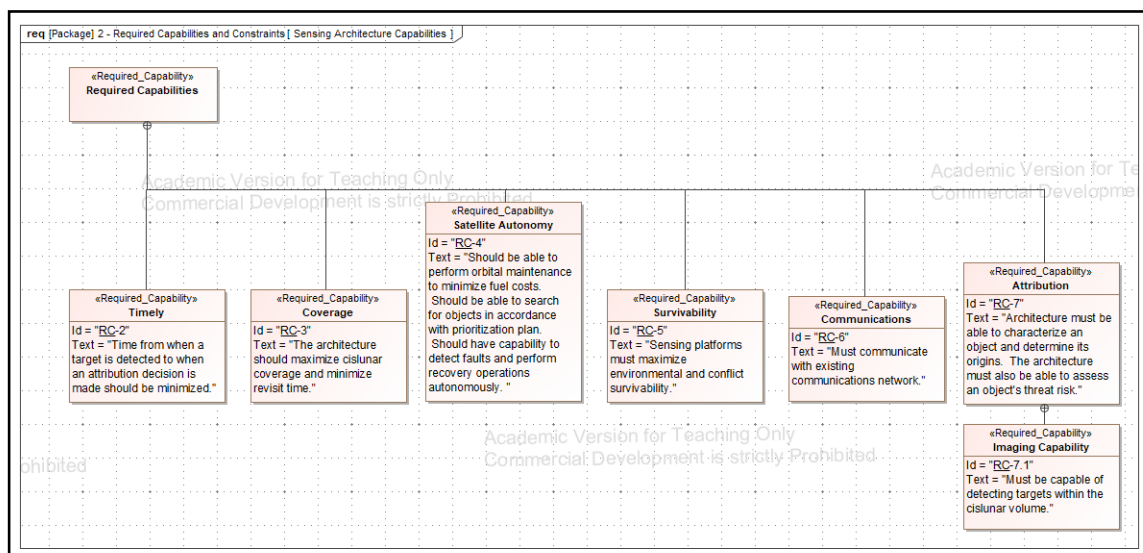 req [Package] 2 - Required Capabilities and Constraints [ Sensing Architecture Capabilities ]
«Required_Capability»
Required Capabilities
Academic Version for Teaching Only
Commercial Development is strictly Prohibited
Academic Version for Te
Commercial Developmen
«Required_Capability»
Timely
Id = "RC-2"
Text = "Time from when a
target is detected to when
an attribution decision is
made should be minimized."
«Required_Capability»
Coverage
Id = "RC-3"
Text = "The architecture
should maximize cislunar
coverage and minimize
revisit time."
«Required_Capability»
Satellite Autonomy
Id = "RC-4"
Text = "Should be able to
perform orbital maintenance
to minimize fuel costs.
Should be able to search
for objects in accordance
with prioritization plan.
Should have capability to
detect faults and perform
recovery operations
autonomously. "
«Required_Capability»
Survivability
Id = "RC-5"
Text = "Sensing platforms
must maximize
environmental and conflict
survivability."
«Required_Capability»
Communications
Id = "RC-6"
Text = "Must communicate
with existing
communications network."
«Required_Capability»
Attribution
Id = "RC-7"
Text = "Architecture must be
able to characterize an
object and determine its
origins. The architecture
must also be able to assess
an object's threat risk."
«Required_Capability»
Imaging Capability
Id = "RC-7.1"
Text = "Must be capable of
detecting targets within the
cislunar volume."
ohibited
Academic Version for Teaching Only
Commercial Development is strictly Prohibited